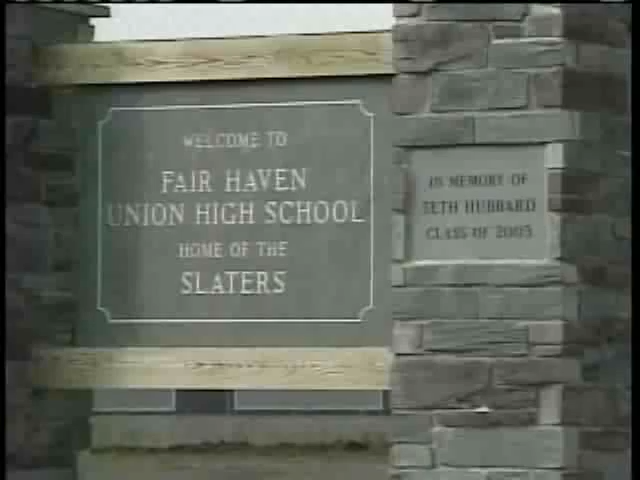 WELCOME TO
FAIR HAVEN
UNION HIGH SCHOOL
HOME OF THE
SLATERS
IN MEMORY OF
SETH HUBBARD
CLASS OF 2005